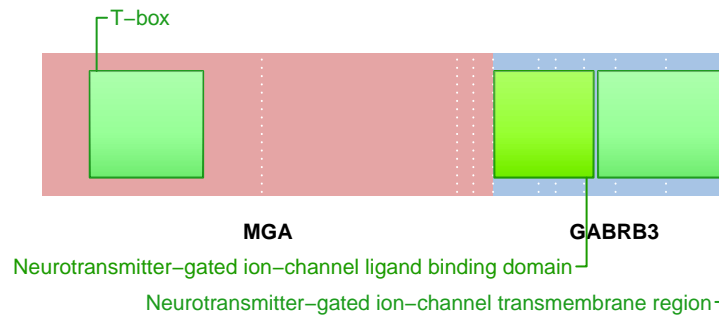 T−box
MGA
GABRB3
Neurotransmitter−gated ion−channel ligand binding domain
Neurotransmitter−gated ion−channel transmembrane region